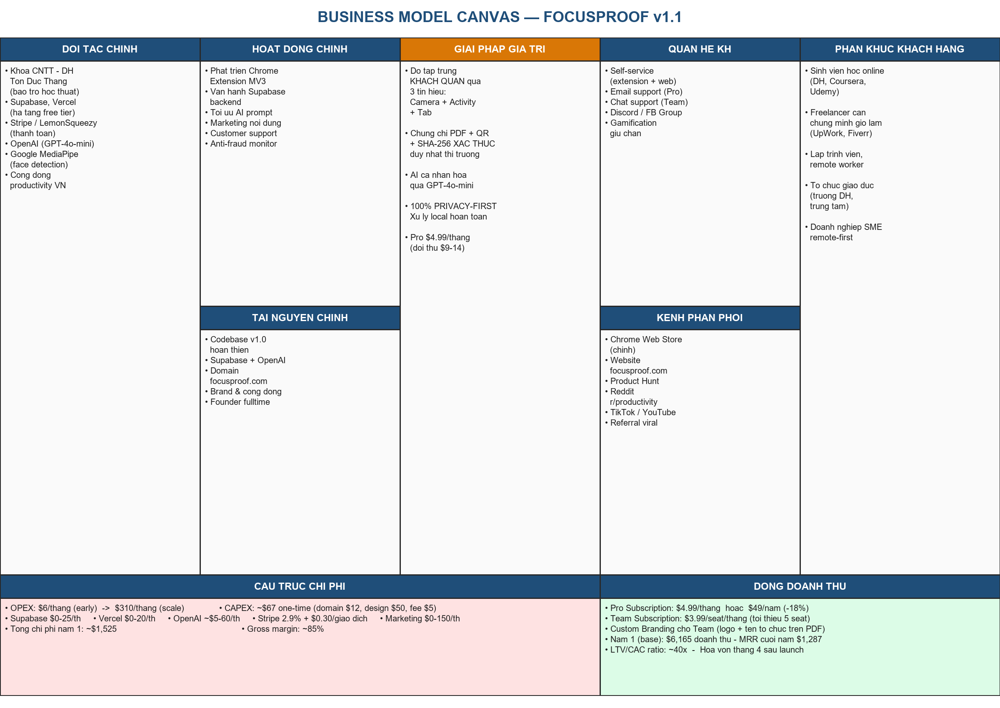 BUSINESS MODEL CANVAS — FOCUSPROOF v1.1
DOI TAC CHINH
• Khoa CNTT - DH
Ton Duc Thang
(bao tro hoc thuat)
• Supabase, Vercel
(ha tang free tier)
• Stripe / LemonSqueezy
(thanh toan)
• OpenAI (GPT-4o-mini)
• Google MediaPipe
(face detection)
• Cong dong
productivity VN
HOAT DONG CHINH
• Phat trien Chrome
Extension MV3
• Van hanh Supabase
backend
• Toi uu AI prompt
• Marketing noi dung
• Customer support
• Anti-fraud monitor
TAI NGUYEN CHINH
• Codebase v1.0
hoan thien
• Supabase + OpenAI
• Domain
focusproof.com
• Brand & cong dong
• Founder fulltime
GIAI PHAP GIA TRI
• Do tap trung
KHACH QUAN qua
3 tin hieu:
Camera + Activity
+ Tab
• Chung chi PDF + QR
+ SHA-256 XAC THUC
duy nhat thi truong
• AI ca nhan hoa
qua GPT-4o-mini
• 100% PRIVACY-FIRST
Xu ly local hoan toan
• Pro $4.99/thang
(doi thu $9-14)
QUAN HE KH
• Self-service
(extension + web)
• Email support (Pro)
• Chat support (Team)
• Discord / FB Group
• Gamification
giu chan
KENH PHAN PHOI
• Chrome Web Store
(chinh)
• Website
focusproof.com
• Product Hunt
• Reddit
r/productivity
• TikTok / YouTube
• Referral viral
PHAN KHUC KHACH HANG
• Sinh vien hoc online
(DH, Coursera,
Udemy)
• Freelancer can
chung minh gio lam
(UpWork, Fiverr)
• Lap trinh vien,
remote worker
• To chuc giao duc
(truong DH,
trung tam)
• Doanh nghiep SME
remote-first
CAU TRUC CHI PHI
• OPEX: $6/thang (early) -> $310/thang (scale) • CAPEX: ~$67 one-time (domain $12, design $50, fee $5)
• Supabase $0-25/th • Vercel $0-20/th • OpenAI ~$5-60/th • Stripe 2.9% + $0.30/giao dich • Marketing $0-150/th
• Tong chi phi nam 1: ~$1,525 • Gross margin: ~85%
DONG DOANH THU
• Pro Subscription: $4.99/thang hoac $49/nam (-18%)
• Team Subscription: $3.99/seat/thang (toi thieu 5 seat)
• Custom Branding cho Team (logo + ten to chuc tren PDF)
• Nam 1 (base): $6,165 doanh thu - MRR cuoi nam $1,287
• LTV/CAC ratio: ~40x - Hoa von thang 4 sau launch